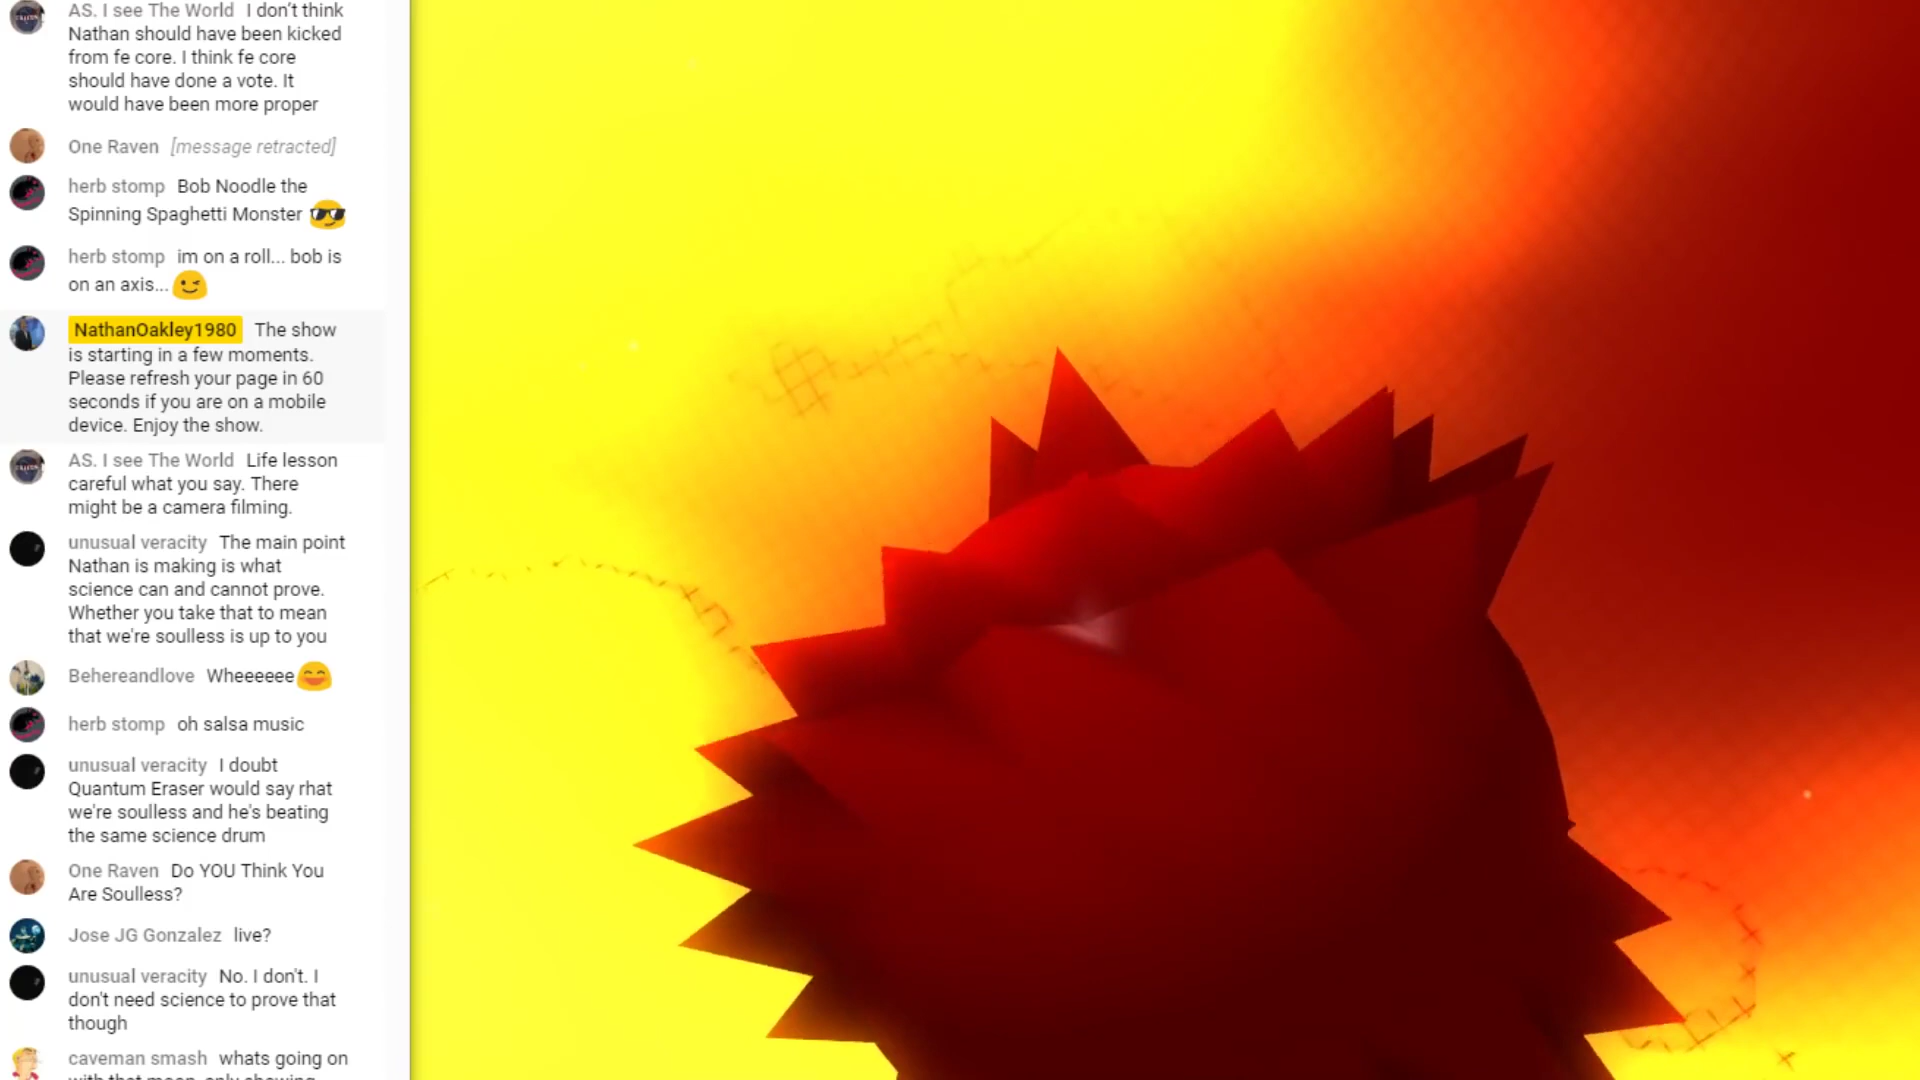 AS. I see The World I don't think
Nathan should have been kicked
from fe core. I think fe core
should have done a vote. It
would have been more proper
One Raven [message retracted]
herb stomp Bob Noodle the
Spinning Spaghetti Monster
herb stomp im on a roll... bob is
on an axis...
NathanOakley1980 The show
is starting in a few moments.
Please refresh your page in 60
seconds if you are on a mobile
device. Enjoy the show.
AS. I see The World Life lesson
careful what you say. There
might be a camera filming.
unusual veracity The main point
Nathan is making is what
science can and cannot prove.
Whether you take that to mean
that we're soulless is up to you
Behereandlove Wheeeeee
herb stomp oh salsa music
unusual veracity I doubt
Quantum Eraser would say rhat
we're soulless and he's beating
the same science drum
One Raven Do YOU Think You
Are Soulless?
Jose JG Gonzalez live?
unusual veracity No. I don't. I
don't need science to prove that
though
caveman smash whats going on
with that moon, only showing